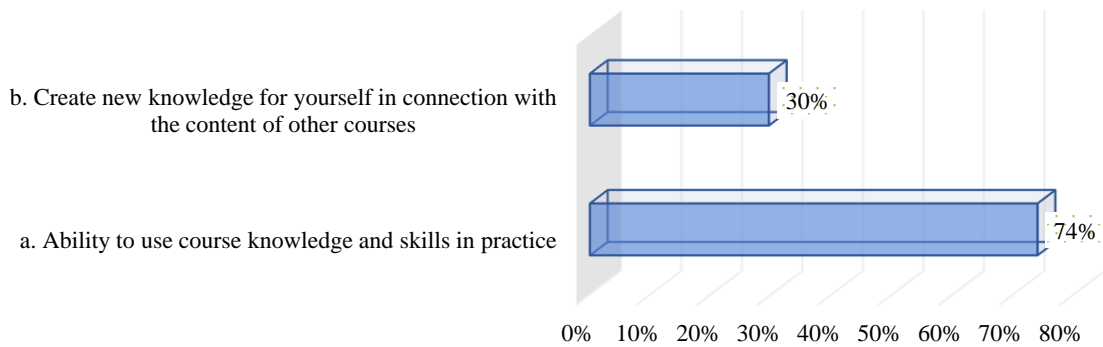 b. Create new knowledge for yourself in connection with
the content of other courses
30%
a. Ability to use course knowledge and skills in practice
74%
0% 10% 20% 30% 40% 50% 60% 70% 80%